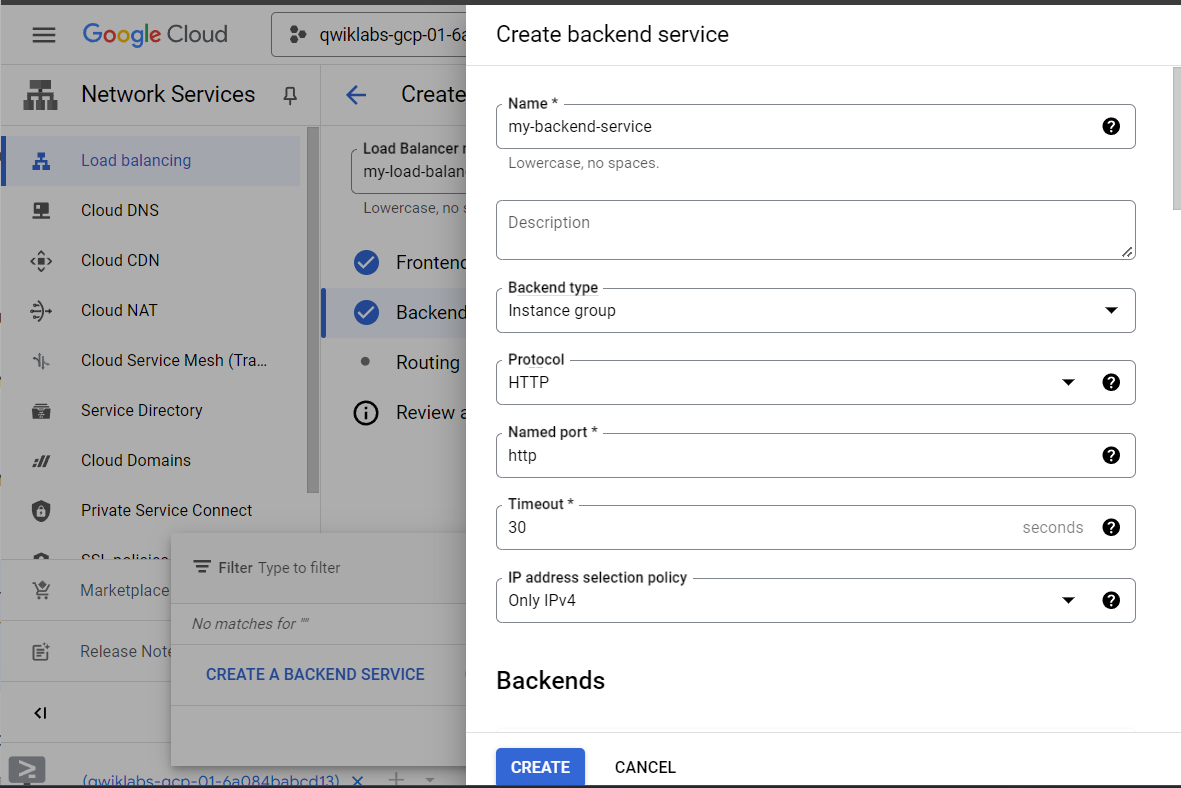 Google Cloud
qwiklabs-gcp-01-6a
Network Services
Create
Load balancing
Cloud DNS
Cloud CDN
Cloud NAT
Cloud Service Mesh (Tra...
Service Directory
Cloud Domains
Private Service Connect
SSL policies
Marketplace
Release Note
Load Balancer
my-load-balan
Lowercase, no
Frontend
Backend
Routing
Review
Filter Type to filter
No matches for ""
CREATE A BACKEND SERVICE
(qwiklabs-gcp-01-6a084babcd13)
Create backend service
Name *
my-backend-service
Lowercase, no spaces.
Description
Backend type
Instance group
Protocol
HTTP
Named port *
http
Timeout *
30 seconds
IP address selection policy
Only IPv4
Backends
CREATE CANCEL